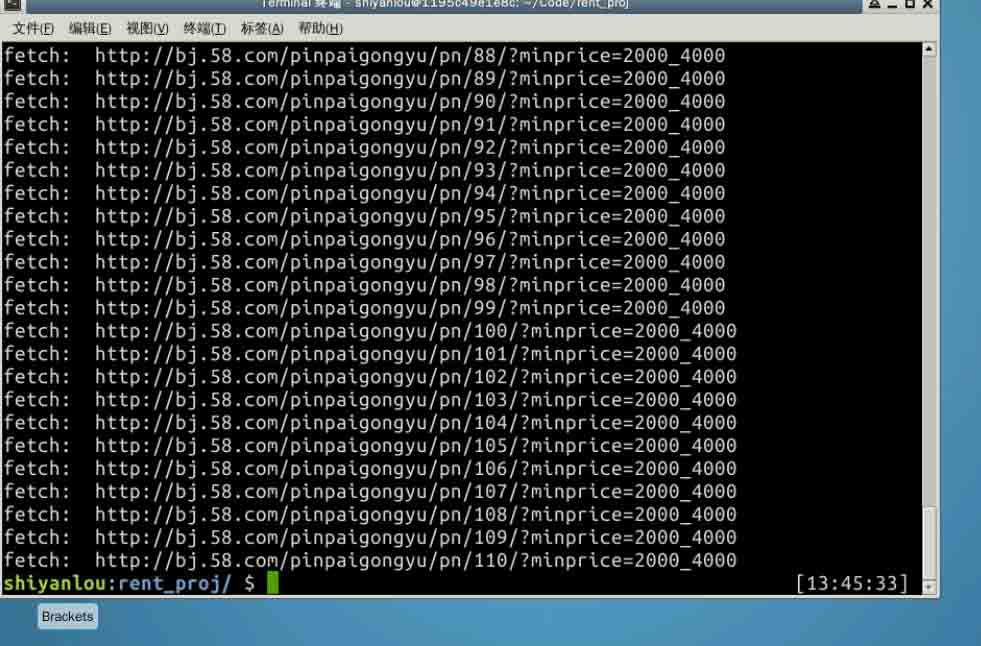 Terminal 终端 - shiyanlou@1195c49e1e8c: ~/Code/rent_proj
文件(F) 编辑(E) 视图(V) 终端(T) 标签(A) 帮助(H)
fetch:  http://bj.58.com/pinpaigongyu/pn/88/?minprice=2000_4000
fetch:  http://bj.58.com/pinpaigongyu/pn/89/?minprice=2000_4000
fetch:  http://bj.58.com/pinpaigongyu/pn/90/?minprice=2000_4000
fetch:  http://bj.58.com/pinpaigongyu/pn/91/?minprice=2000_4000
fetch:  http://bj.58.com/pinpaigongyu/pn/92/?minprice=2000_4000
fetch:  http://bj.58.com/pinpaigongyu/pn/93/?minprice=2000_4000
fetch:  http://bj.58.com/pinpaigongyu/pn/94/?minprice=2000_4000
fetch:  http://bj.58.com/pinpaigongyu/pn/95/?minprice=2000_4000
fetch:  http://bj.58.com/pinpaigongyu/pn/96/?minprice=2000_4000
fetch:  http://bj.58.com/pinpaigongyu/pn/97/?minprice=2000_4000
fetch:  http://bj.58.com/pinpaigongyu/pn/98/?minprice=2000_4000
fetch:  http://bj.58.com/pinpaigongyu/pn/99/?minprice=2000_4000
fetch:  http://bj.58.com/pinpaigongyu/pn/100/?minprice=2000_4000
fetch:  http://bj.58.com/pinpaigongyu/pn/101/?minprice=2000_4000
fetch:  http://bj.58.com/pinpaigongyu/pn/102/?minprice=2000_4000
fetch:  http://bj.58.com/pinpaigongyu/pn/103/?minprice=2000_4000
fetch:  http://bj.58.com/pinpaigongyu/pn/104/?minprice=2000_4000
fetch:  http://bj.58.com/pinpaigongyu/pn/105/?minprice=2000_4000
fetch:  http://bj.58.com/pinpaigongyu/pn/106/?minprice=2000_4000
fetch:  http://bj.58.com/pinpaigongyu/pn/107/?minprice=2000_4000
fetch:  http://bj.58.com/pinpaigongyu/pn/108/?minprice=2000_4000
fetch:  http://bj.58.com/pinpaigongyu/pn/109/?minprice=2000_4000
fetch:  http://bj.58.com/pinpaigongyu/pn/110/?minprice=2000_4000
shiyanlou:rent_proj/ $ [13:45:33]
Brackets